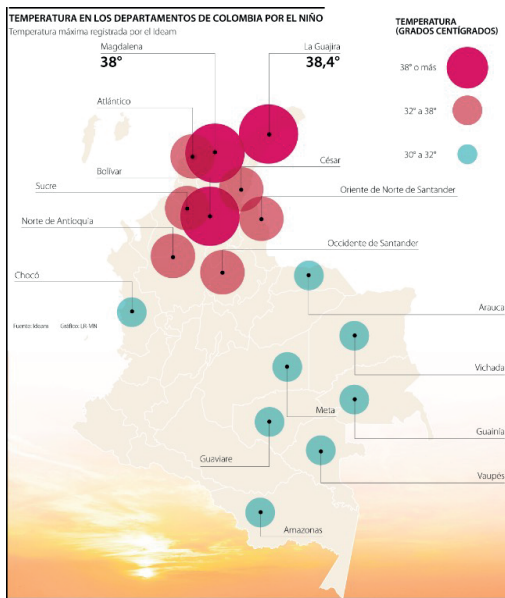 TEMPERATURA EN LOS DEPARTAMENTOS DE COLOMBIA POR EL NIÑO
Temperatura máxima registrada por el Ideam
TEMPERATURA
(GRADOS CENTÍGRADOS)
38° o más
32° a 38°
30° a 32°
Magdalena
38°
La Guajira
38,4°
Atlántico
César
Bolívar
Sucre
Oriente de Norte de Santander
Norte de Antioquía
Occidente de Santander
Chocó
Arauca
Fuente: Ideam Gráfico: LR-MN
Vichada
Meta
Guainía
Guaviare
Vaupés
Amazonas